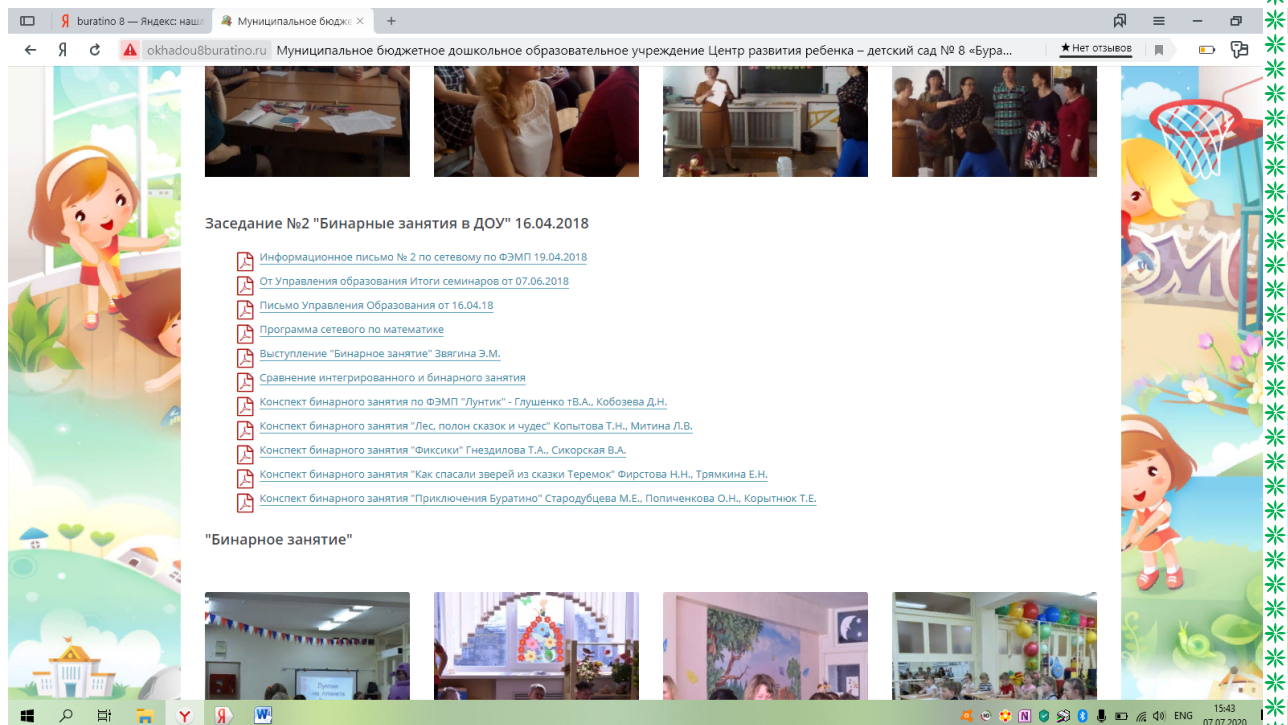 buratino 8 — Яндекс: наш
Муниципальное бюдже
okhadou8buratino.ru Муниципальное бюджетное дошкольное образовательное учреждение Центр развития ребенка – детский сад № 8 «Бура...
Нет отзывов
Заседание №2 "Бинарные занятия в ДОУ" 16.04.2018
Информационное письмо № 2 по сетевому по ФЭМП 19.04.2018
От Управления образования Итоги семинаров от 07.06.2018
Письмо Управления Образования от 16.04.18
Программа сетевого по математике
Выступление "Бинарное занятие" Звягина Э.М.
Сравнение интегрированного и бинарного занятия
Конспект бинарного занятия по ФЭМП "Лунтик" - Глушенко тВ.А., Кобозева Д.Н.
Конспект бинарного занятия "Лес, полон сказок и чудес" Копытова Т.Н., Митина Л.В.
Конспект бинарного занятия "Фиксики" Гнездилова Т.А., Сикорская В.А.
Конспект бинарного занятия "Как спасали зверей из сказки Теремок" Фирстова Н.Н., Трямкина Е.Н.
Конспект бинарного занятия "Приключения Буратино" Стародубцева М.Е., Попиченкова О.Н., Корытнюк Т.Е.
"Бинарное занятие"
Лунтик
на планете
ENG
15:43
07.07.2020